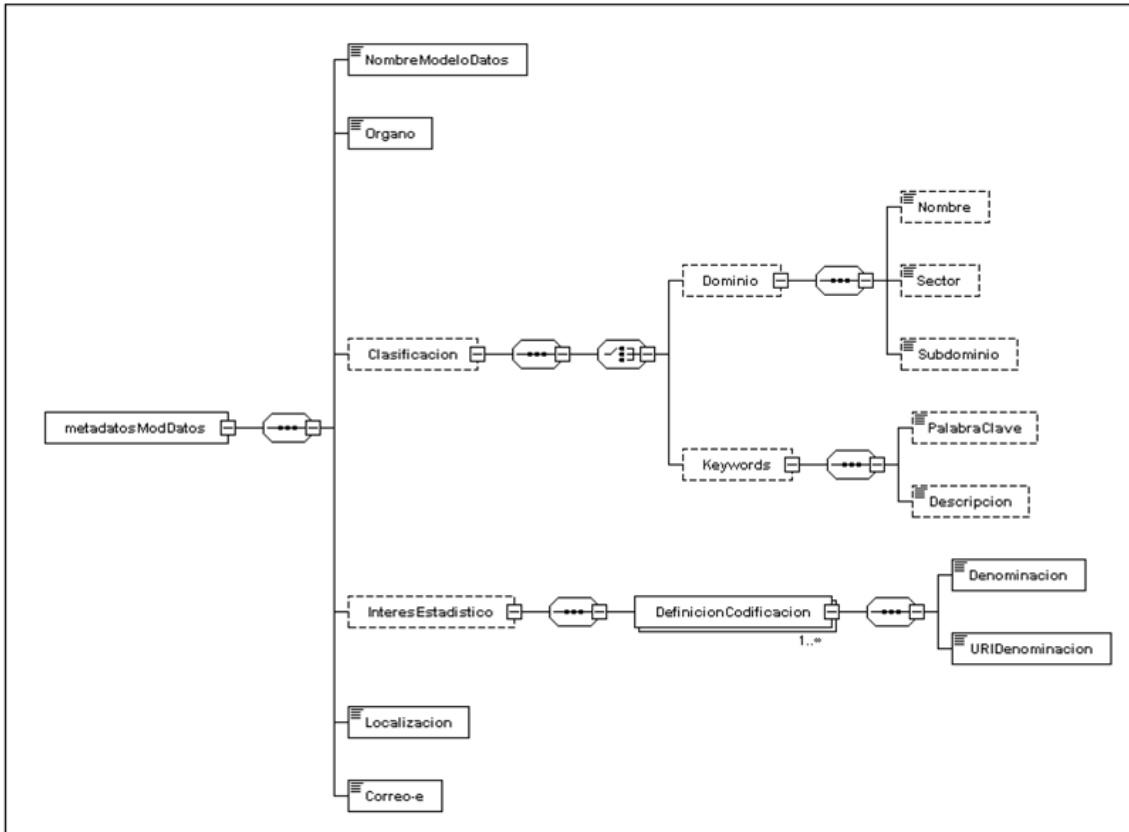 NombreModeloDatos
Organo
Nombre
Dominio
Sector
Clasificacion
Subdominio
metadatosModDatos
PalabraClave
Keywords
Descripcion
Denominacion
InteresEstadistico
DefinicionCodificacion
1..∞
URIDenominacion
Localizacion
Correo-e